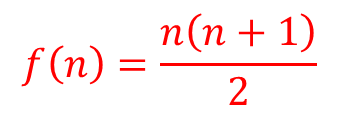 f(n) = n(n + 1) / 2